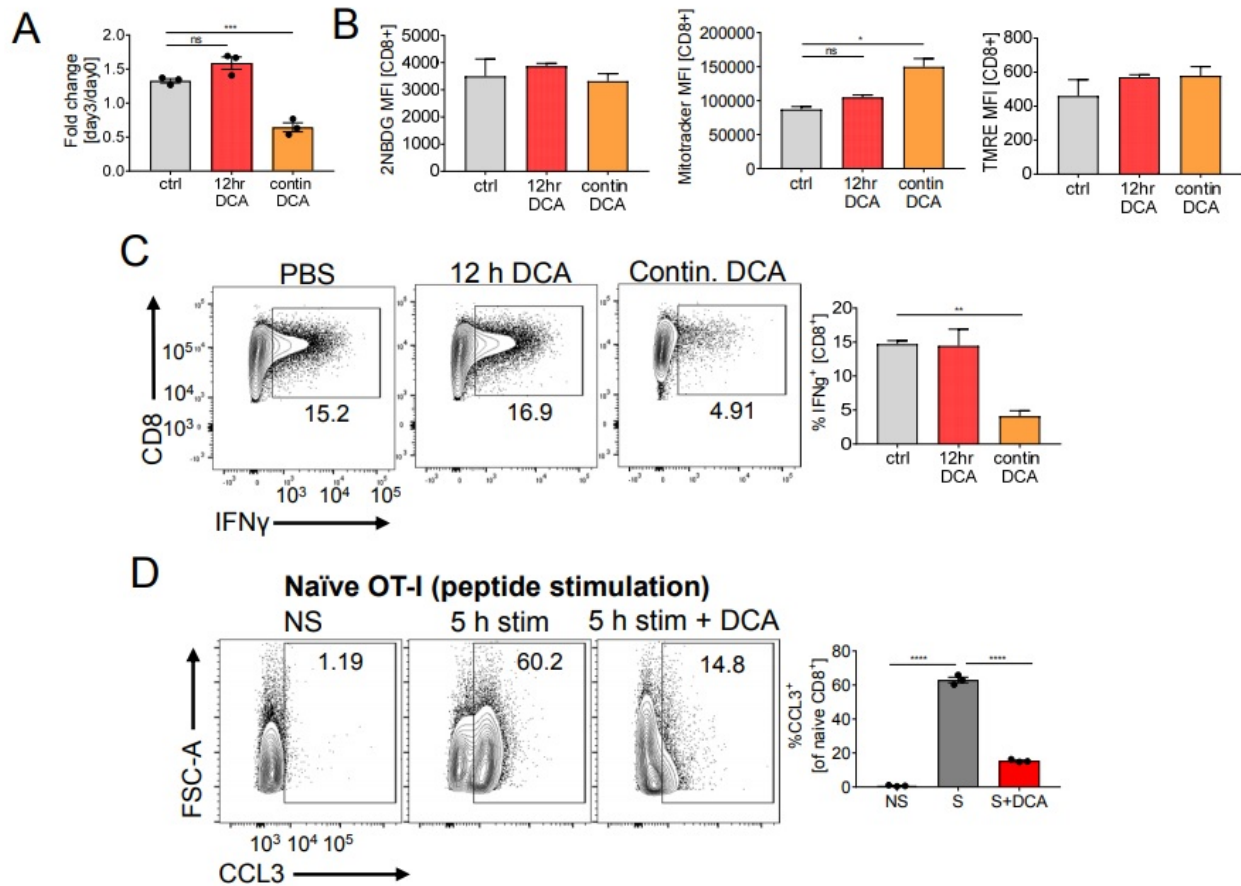 A
Fold change
[day3/day0]
2.0
1.5
1.0
0.5
0.0
***
ns
ctrl
12hr
DCA
contin
DCA
B
2NBDG MFI [CD8+]
5000
4000
3000
2000
1000
0
ctrl
12hr
DCA
contin
DCA
Mitotracker MFI [CD8+]
200000
150000
100000
50000
0
*
ns
ctrl
12hr
DCA
contin
DCA
TMRE MFI [CD8+]
800
600
400
200
0
ctrl
12hr
DCA
contin
DCA
C
PBS
12 h DCA
Contin. DCA
CD8
10⁵
10⁴
10³
15.2
16.9
4.91
10³
10⁴
10⁵
IFNγ
% IFNg⁺ [CD8⁺]
20
15
10
5
0
**
ctrl
12hr
DCA
contin
DCA
D
Naïve OT-I (peptide stimulation)
NS
5 h stim
5 h stim + DCA
FSC-A
1.19
60.2
14.8
10³ 10⁴ 10⁵
CCL3
%CCL3⁺
[of naive CD8⁺]
80
60
40
20
0
****
****
NS
S
S+DCA